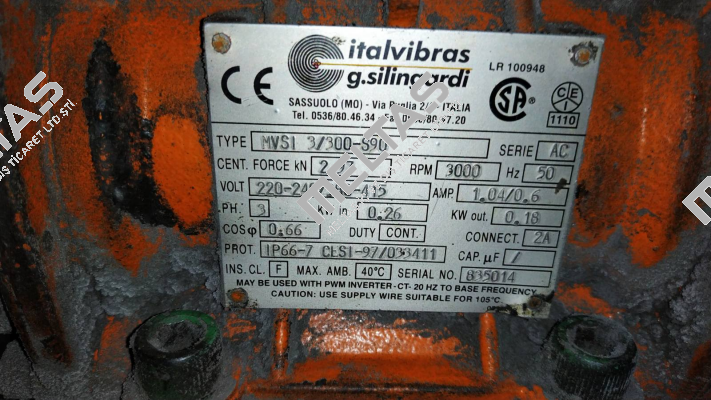 italvibras
g.silingardi
LR 100948
SASSUOLO (MO) - Via Puglia ITALIA
Tel. 0536/80.46.34
CE
SA
C E I
1110
TYPE MVSI 3/300-S90 SERIE AC
CENT. FORCE kN RPM 3000 Hz 50
VOLT AMP. 1.04/0.6
PH. 3 in 0.26 KW out. 0.18
COSφ 0.66 DUTY CONT. CONNECT. 2A
PROT. IP66-7 CESI-97/033411 CAP. µF /
INS. CL. F MAX. AMB. 40°C SERIAL NO. 835014
MAY BE USED WITH PWM INVERTER -CT- 20 HZ TO BASE FREQUENCY
CAUTION: USE SUPPLY WIRE SUITABLE FOR 105°C.
MELTAŞ